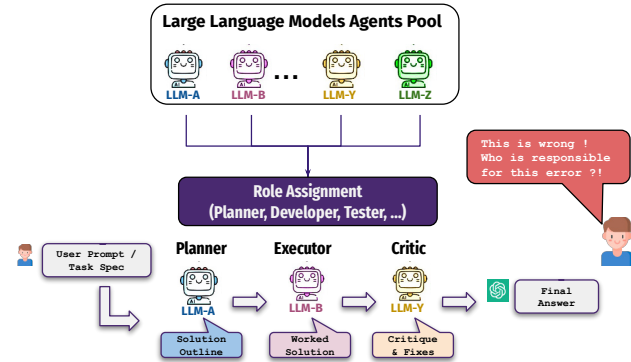 Large Language Models Agents Pool
...
LLM-A
LLM-B
LLM-Y
LLM-Z
This is wrong !
Who is responsible
for this error ?!
Role Assignment
(Planner, Developer, Tester, ...)
User Prompt /
Task Spec
Planner
Executor
Critic
LLM-A
LLM-B
LLM-Y
Final
Answer
Solution
Outline
Worked
Solution
Critique
& Fixes